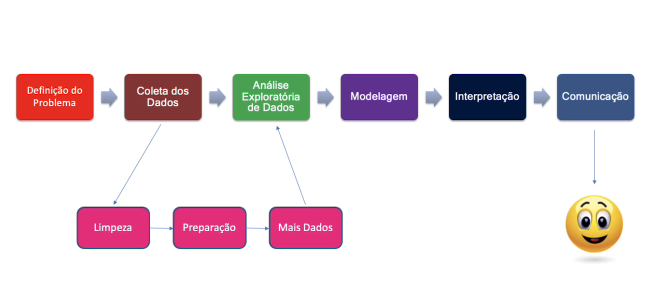 Definição do
Problema
Coleta dos
Dados
Análise
Exploratória
de Dados
Modelagem
Interpretação
Comunicação
Limpeza
Preparação
Mais Dados